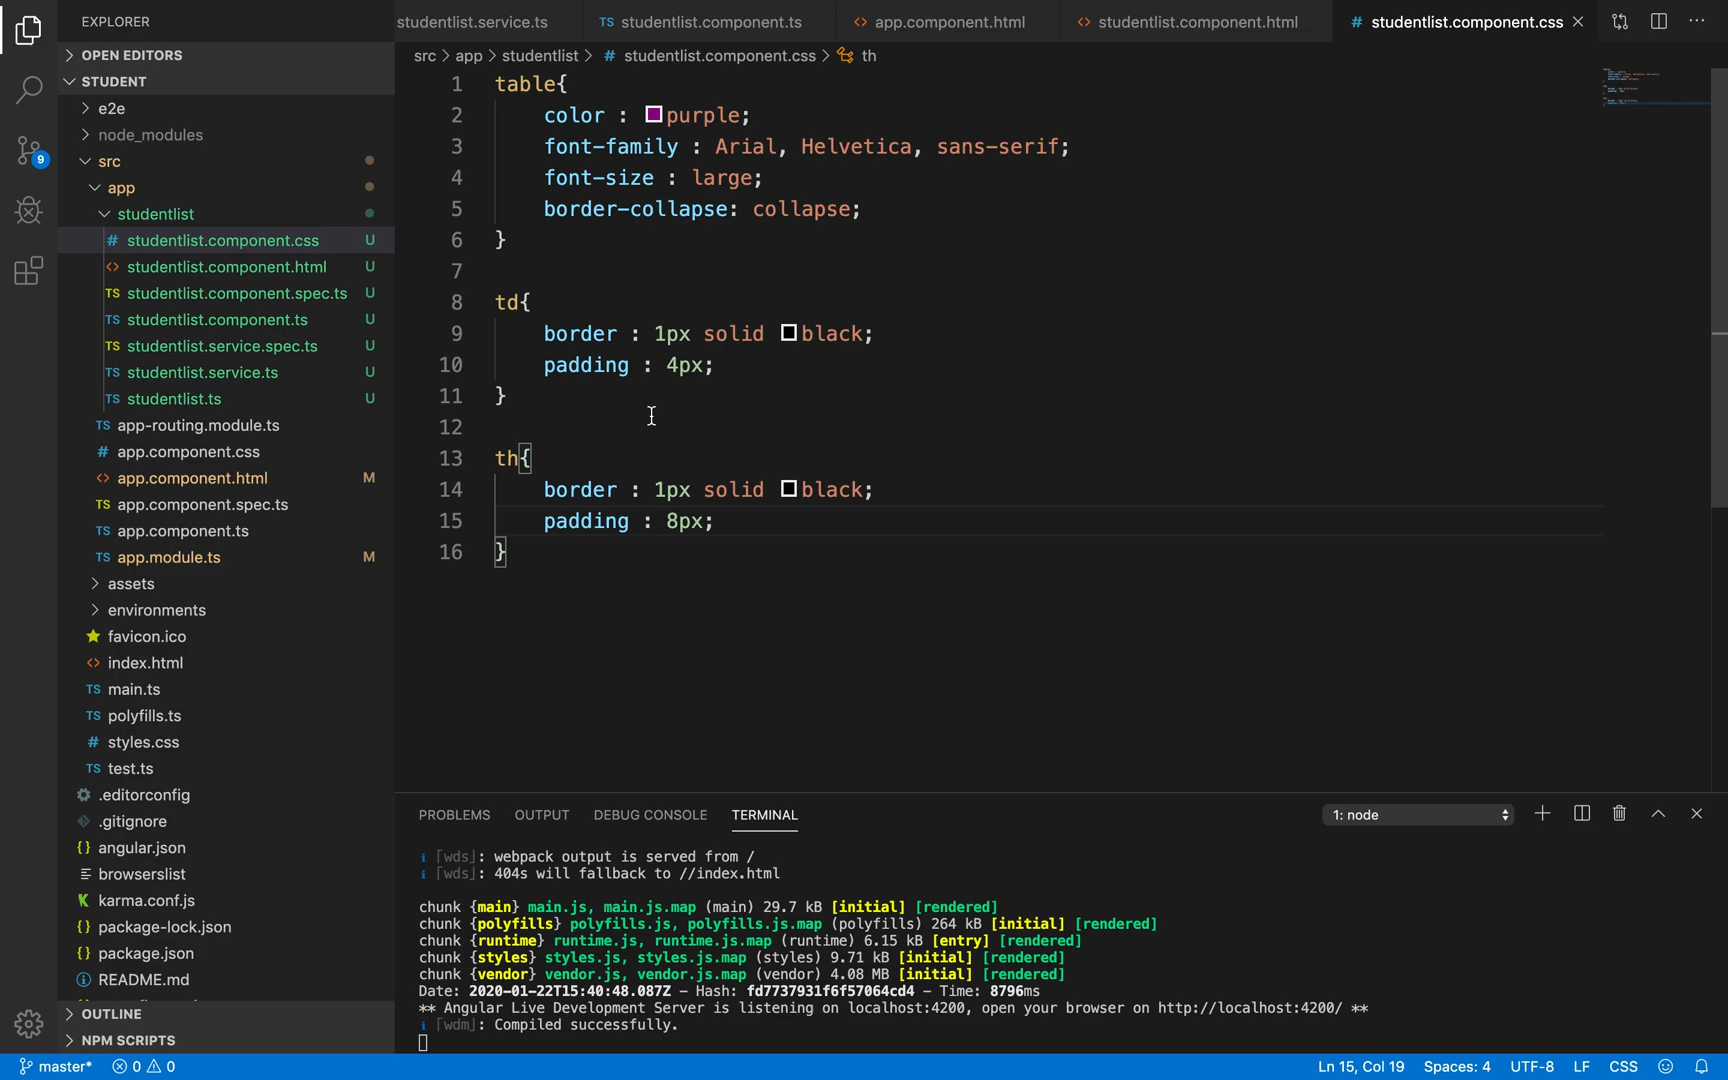 EXPLORER
OPEN EDITORS
STUDENT
e2e
node_modules
src
app
studentlist
# studentlist.component.css U
<> studentlist.component.html U
TS studentlist.component.spec.ts U
TS studentlist.component.ts U
TS studentlist.service.spec.ts U
TS studentlist.service.ts U
TS studentlist.ts U
TS app-routing.module.ts
# app.component.css
<> app.component.html M
TS app.component.spec.ts
TS app.component.ts
TS app.module.ts M
assets
environments
favicon.ico
<> index.html
TS main.ts
TS polyfills.ts
# styles.css
TS test.ts
.editorconfig
.gitignore
{} angular.json
browserslist
K karma.conf.js
{} package-lock.json
{} package.json
README.md
OUTLINE
NPM SCRIPTS
9
studentlist.service.ts TS studentlist.component.ts <> app.component.html <> studentlist.component.html # studentlist.component.css
src > app > studentlist > # studentlist.component.css > th
1 table{
2 color : purple;
3 font-family : Arial, Helvetica, sans-serif;
4 font-size : large;
5 border-collapse: collapse;
6 }
7
8 td{
9 border : 1px solid black;
10 padding : 4px;
11 }
12
13 th{
14 border : 1px solid black;
15 padding : 8px;
16 }
PROBLEMS OUTPUT DEBUG CONSOLE TERMINAL 1: node
i ｢wds｣: webpack output is served from /
i ｢wds｣: 404s will fallback to //index.html
chunk {main} main.js, main.js.map (main) 29.7 kB [initial] [rendered]
chunk {polyfills} polyfills.js, polyfills.js.map (polyfills) 264 kB [initial] [rendered]
chunk {runtime} runtime.js, runtime.js.map (runtime) 6.15 kB [entry] [rendered]
chunk {styles} styles.js, styles.js.map (styles) 9.71 kB [initial] [rendered]
chunk {vendor} vendor.js, vendor.js.map (vendor) 4.08 MB [initial] [rendered]
Date: 2020-01-22T15:40:48.087Z - Hash: fd7737931f6f57064cd4 - Time: 8796ms
** Angular Live Development Server is listening on localhost:4200, open your browser on http://localhost:4200/ **
i ｢wdm｣: Compiled successfully.
master* 0 0 Ln 15, Col 19 Spaces: 4 UTF-8 LF CSS